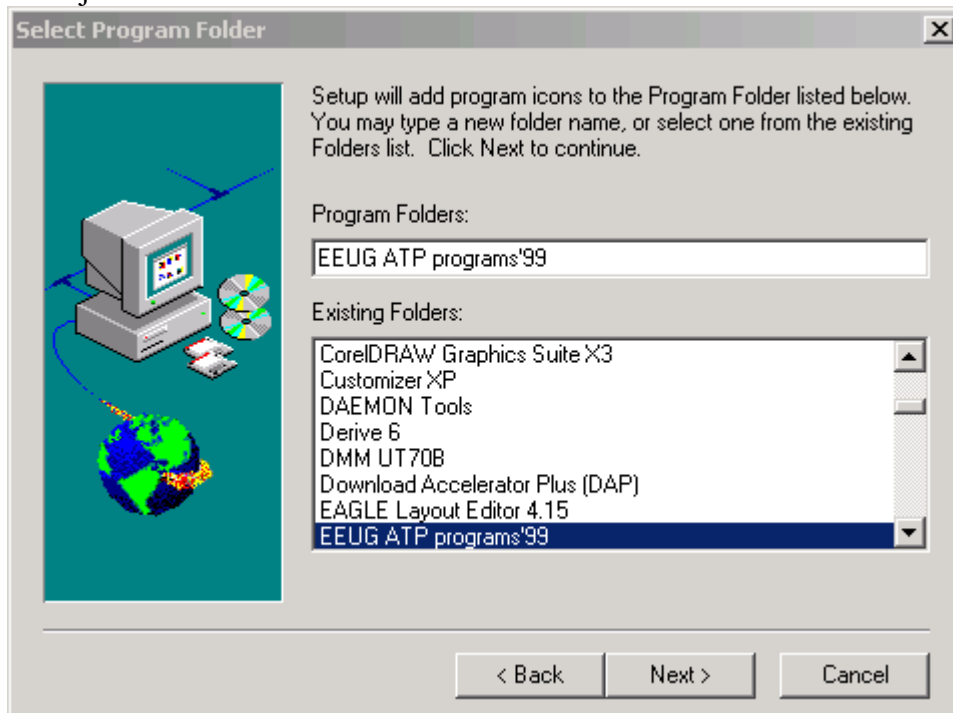 Select Program Folder
Setup will add program icons to the Program Folder listed below.
You may type a new folder name, or select one from the existing
Folders list.  Click Next to continue.
Program Folders:
EEUG ATP programs'99
Existing Folders:
CorelDRAW Graphics Suite X3
Customizer XP
DAEMON Tools
Derive 6
DMM UT70B
Download Accelerator Plus (DAP)
EAGLE Layout Editor 4.15
EEUG ATP programs'99
< Back
Next >
Cancel